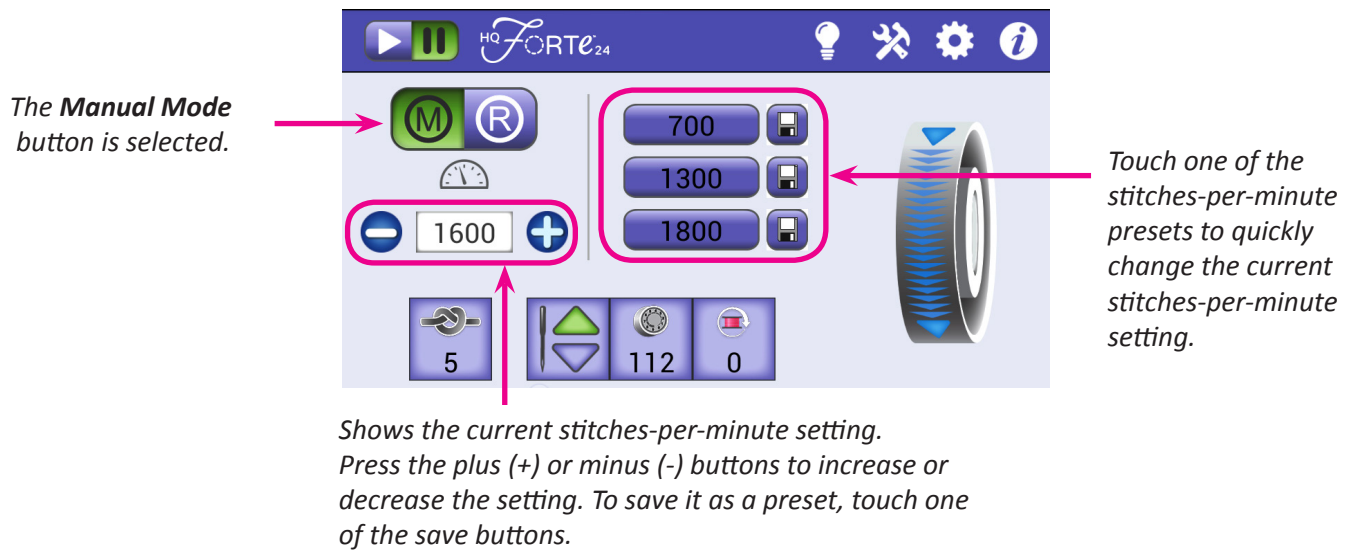 HQ FORTE 24
The Manual Mode
button is selected.
M R
700
1300
1800
1600
5
112
0
Touch one of the
stitches-per-minute
presets to quickly
change the current
stitches-per-minute
setting.
Shows the current stitches-per-minute setting.
Press the plus (+) or minus (-) buttons to increase or
decrease the setting. To save it as a preset, touch one
of the save buttons.